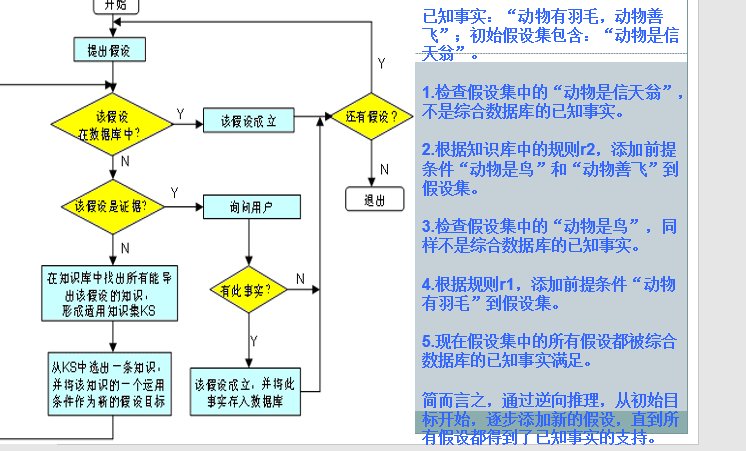 开始
提出假设
该假设
在数据库中?
Y
该假设成立
还有假设?
Y
N
退出
N
该假设是证据?
Y
询问用户
N
有此事实?
N
Y
在知识库中找出所有能导
出该假设的知识,
形成适用知识集KS
从KS中选出一条知识,
并将该知识的一个运用
条件作为新的假设目标
该假设成立,并将此
事实存入数据库
已知事实:“动物有羽毛,动物善
飞”;初始假设集包含:“动物是信
天翁”。
1.检查假设集中的“动物是信天翁”,
不是综合数据库的已知事实。
2.根据知识库中的规则r2,添加前提
条件“动物是鸟”和“动物善飞”到
假设集。
3.检查假设集中的“动物是鸟”,同
样不是综合数据库的已知事实。
4.根据规则r1,添加前提条件“动物
有羽毛”到假设集。
5.现在假设集中的所有假设都被综合
数据库的已知事实满足。
简而言之,通过逆向推理,从初始目
标开始,逐步添加新的假设,直到所
有假设都得到了已知事实的支持。